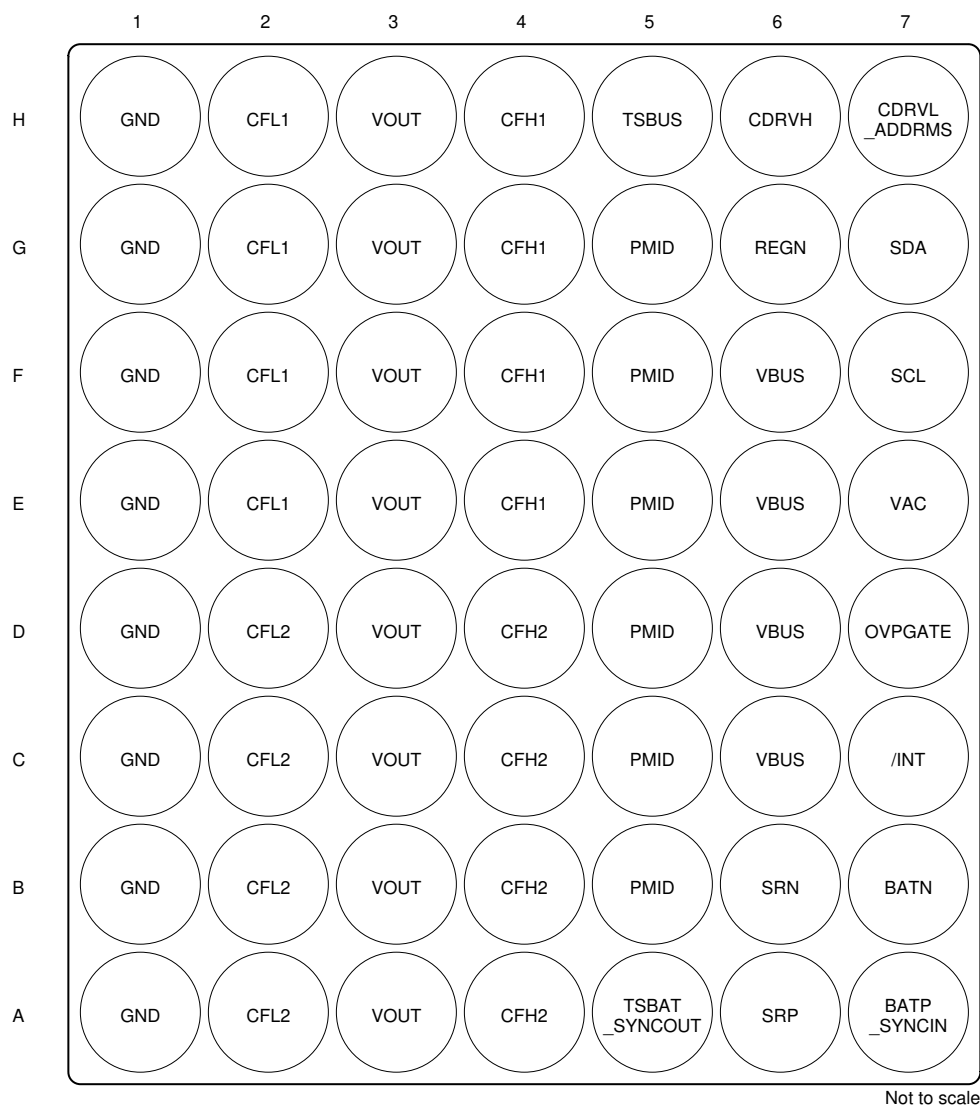 1 2 3 4 5 6 7
H GND CFL1 VOUT CFH1 TSBUS CDRVH CDRVL
_ADDRMS
G GND CFL1 VOUT CFH1 PMID REGN SDA
F GND CFL1 VOUT CFH1 PMID VBUS SCL
E GND CFL1 VOUT CFH1 PMID VBUS VAC
D GND CFL2 VOUT CFH2 PMID VBUS OVPGATE
C GND CFL2 VOUT CFH2 PMID VBUS /INT
B GND CFL2 VOUT CFH2 PMID SRN BATN
A GND CFL2 VOUT CFH2 TSBAT
_SYNCOUT SRP BATP
_SYNCIN
Not to scale